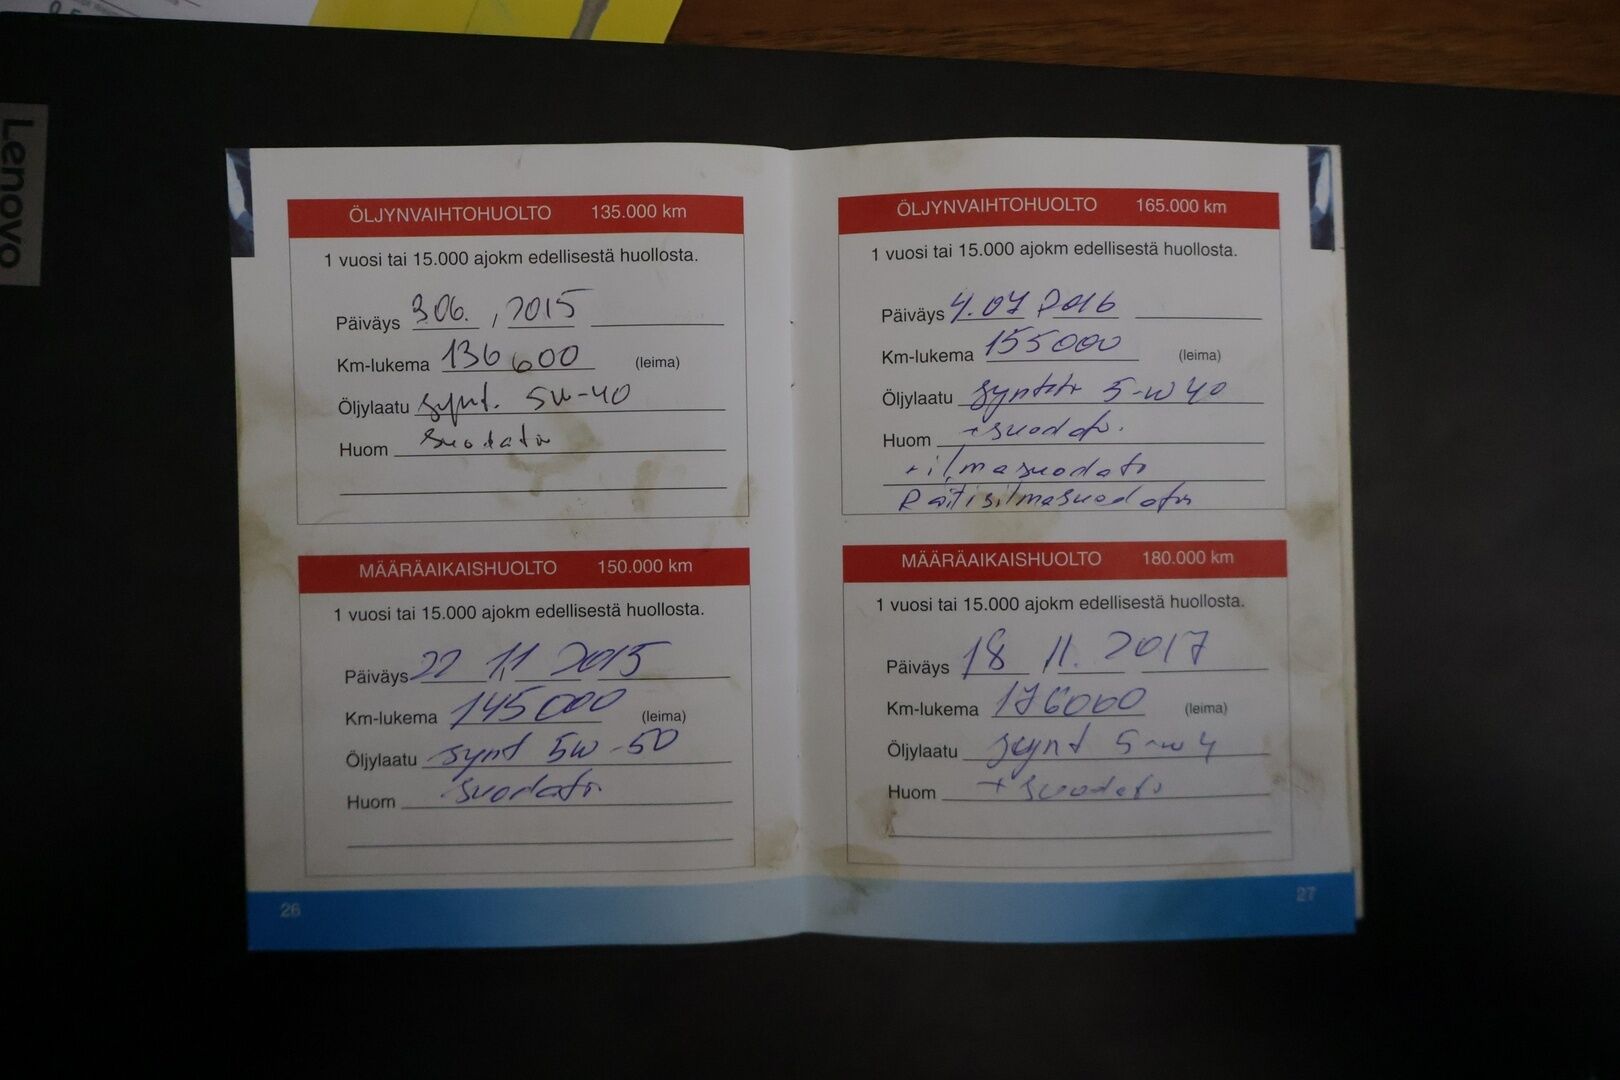 Lenovo
ÖLJYNVAIHTOHUOLTO 135.000 km
1 vuosi tai 15.000 ajokm edellisestä huollosta.
Päiväys 3.06. , 2015
Km-lukema 136600 (leima)
Öljylaatu synt. 5w-40
Huom suodatin
MÄÄRÄAIKAISHUOLTO 150.000 km
1 vuosi tai 15.000 ajokm edellisestä huollosta.
Päiväys 22 11 2015
Km-lukema 145000 (leima)
Öljylaatu synt 5w-50
Huom suodatin
26
ÖLJYNVAIHTOHUOLTO 165.000 km
1 vuosi tai 15.000 ajokm edellisestä huollosta.
Päiväys 4.07 2016
Km-lukema 155000 (leima)
Öljylaatu 5-w 40
Huom +suodat.
+ilmasuodatin
Raitisilmasuodatin
MÄÄRÄAIKAISHUOLTO 180.000 km
1 vuosi tai 15.000 ajokm edellisestä huollosta.
Päiväys 18 11. 2017
Km-lukema 176000 (leima)
Öljylaatu synt 5-w 4
Huom + suodatin
27